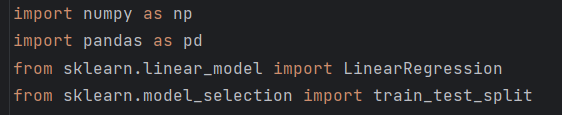 import numpy as np
import pandas as pd
from sklearn.linear_model import LinearRegression
from sklearn.model_selection import train_test_split